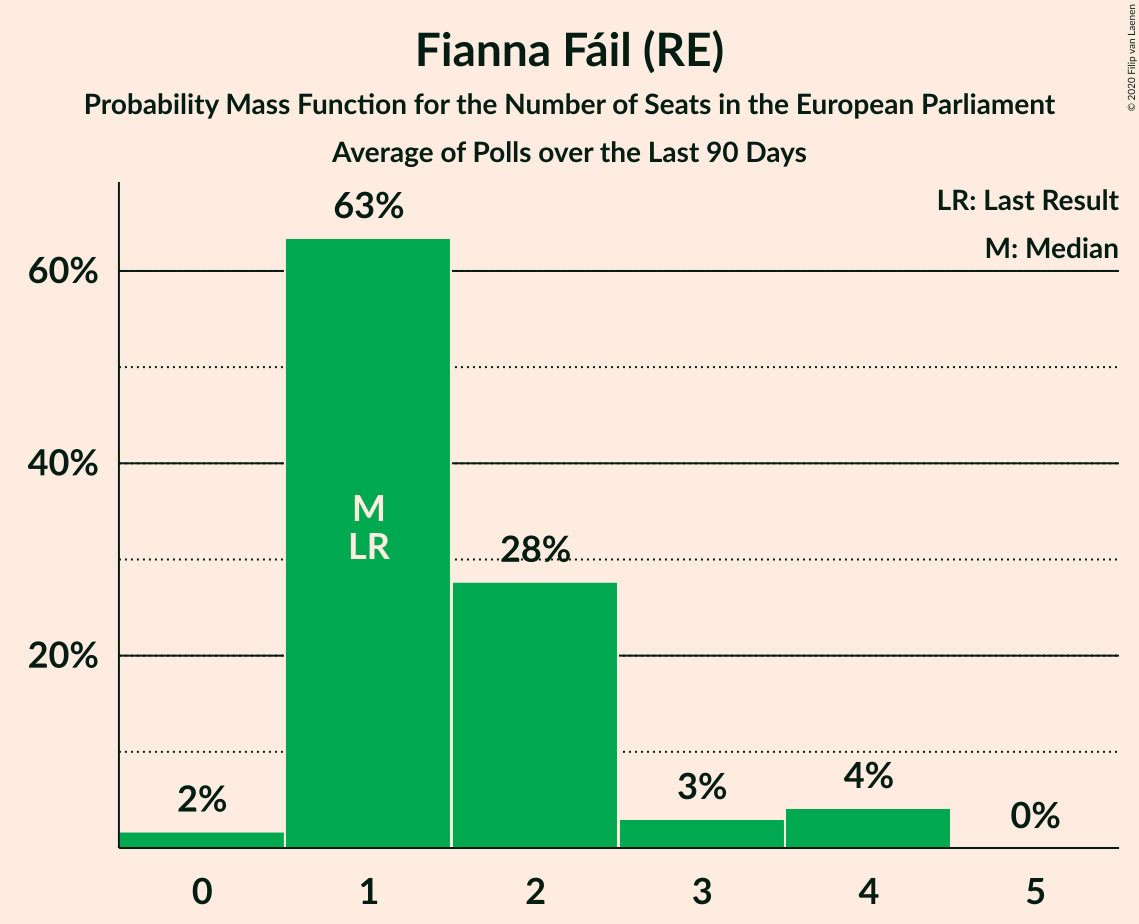 Fianna Fáil (RE)
Probability Mass Function for the Number of Seats in the European Parliament
Average of Polls over the Last 90 Days
© 2020 Filip van Laenen
LR: Last Result
M: Median
63%
60%
40%
M
LR
28%
20%
2%
3%
4%
0%
0 1 2 3 4 5